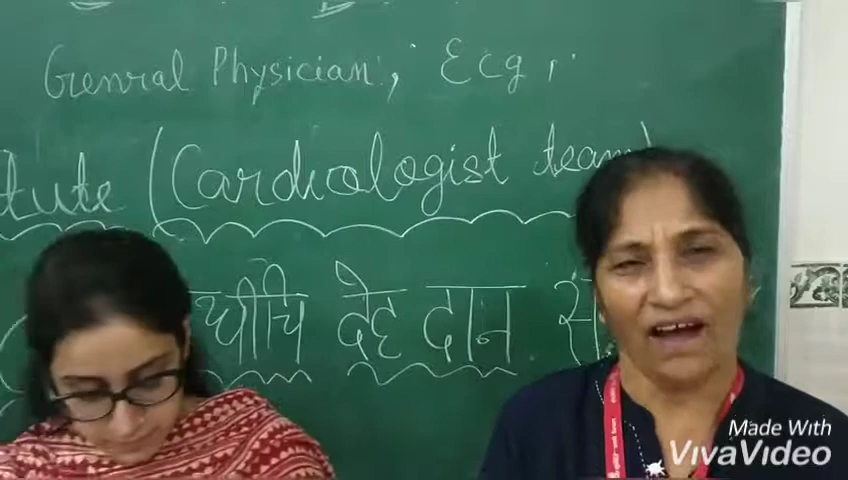 Genral Physician, Ecg,
tute (Cardiologist team)
धीचि देह दान स
Made With
VivaVideo